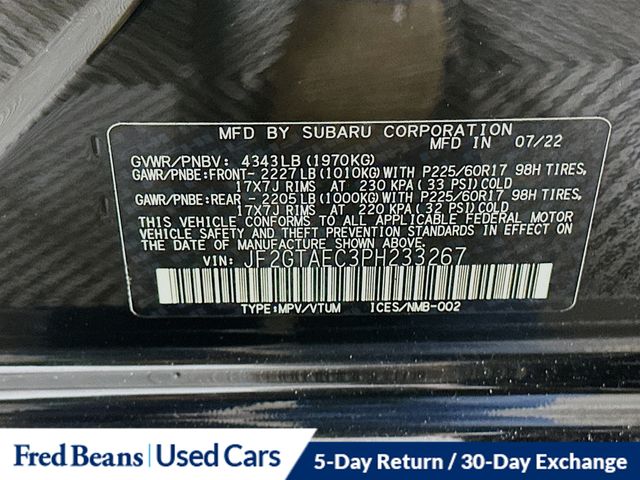 MFD BY SUBARU CORPORATION
MFD IN 07/22
GVWR/PNBV: 4343LB(1970KG)
GAWR/PNBE:FRONT-2227LB(1010KG)WITH P225/60R17 98H TIRES,
17X7J RIMS AT 230 KPA(33 PSI)COLD
GAWR/PNBE:REAR -2205LB(1000KG)WITH P225/60R17 98H TIRES,
17X7J RIMS AT 220 KPA(32 PSI)COLD
THIS VEHICLE CONFORMS TO ALL APPLICABLE FEDERAL MOTOR
VEHICLE SAFETY AND THEFT PREVENTION STANDARDS IN EFFECT
ON THE DATE OF MANUFACTURE SHOWN ABOVE.
VIN: JF2GTAEC3PH233267
TYPE:MPV/VTUM ICES/NMB-002
Fred Beans | Used Cars 5-Day Return / 30-Day Exchange